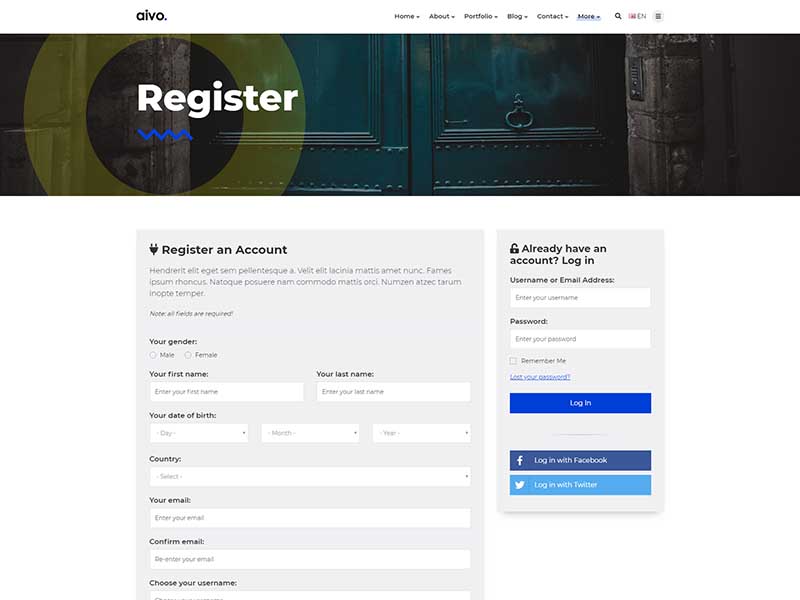 aivo.
Home About Portfolio Blog Contact More EN
Register
Register an Account
Hendrerit elit eget sem pellentesque a. Velit elit lacinia mattis amet nunc. Fames
ipsum rhoncus. Natoque posuere nam commodo mattis orci. Numzen atzec tarum
inopte temper.
Note: all fields are required!
Your gender:
Male Female
Your first name: Your last name:
Enter your first name Enter your last name
Your date of birth:
- Day - - Month - - Year -
Country:
- Select -
Your email:
Enter your email
Confirm email:
Re-enter your email
Choose your username:
Already have an
account? Log in
Username or Email Address:
Enter your username
Password:
Enter your password
Remember Me
Lost your password?
Log In
Log in with Facebook
Log in with Twitter